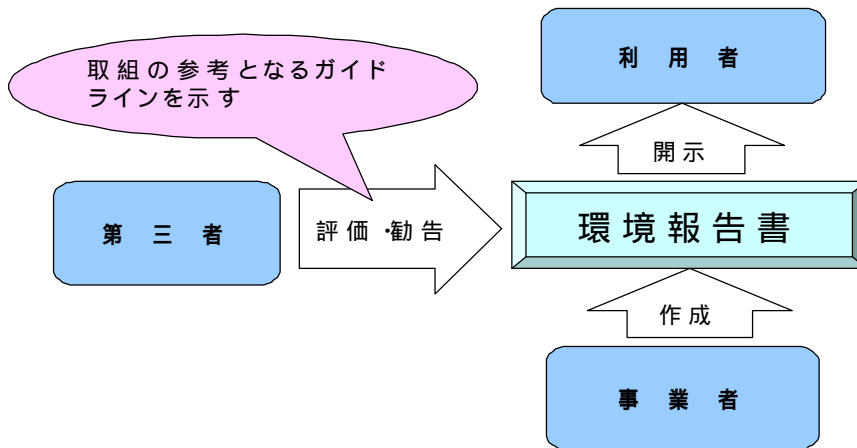 取組の参考となるガイド
ラインを示す
利用者
開示
第三者
評価・勧告
環境報告書
作成
事業者